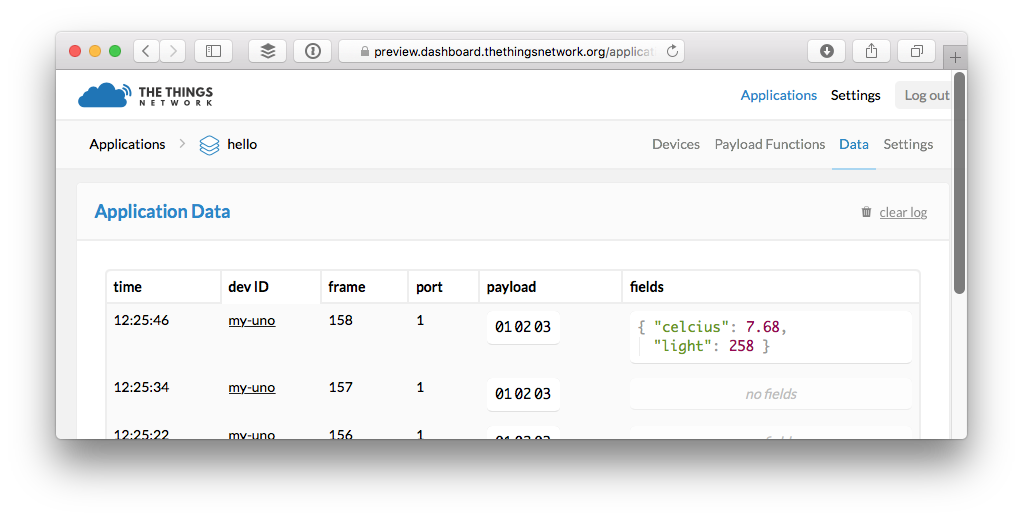 preview.dashboard.thethingsnetwork.org/applicat
THE THINGS
NETWORK
Applications Settings Log out
Applications hello Devices Payload Functions Data Settings
Application Data clear log
time dev ID frame port payload fields
12:25:46 my-uno 158 1 01 02 03 { "celcius": 7.68,
"light": 258 }
12:25:34 my-uno 157 1 01 02 03 no fields
12:25:22 my-uno 156 1